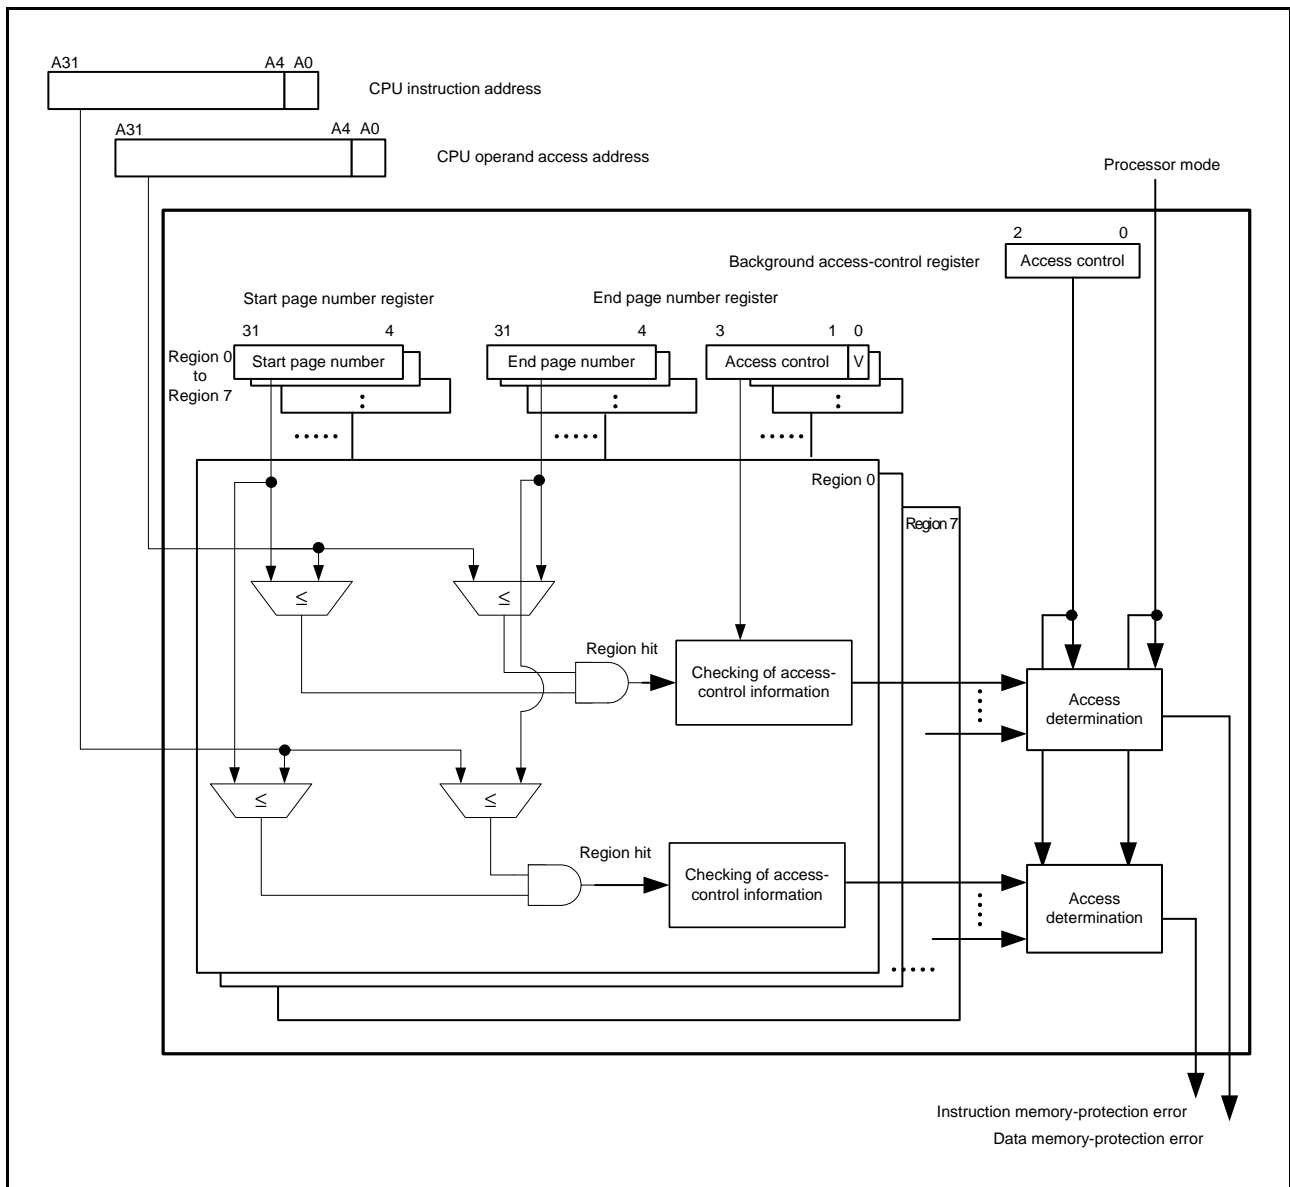 A31 A4 A0
CPU instruction address
A31 A4 A0
CPU operand access address
Processor mode
2 0
Background access-control register
Access control
Start page number register
End page number register
31 4
31 4
3 1 0
Region 0
to
Region 7
Start page number
End page number
Access control
V
Region 0
Region 7
≤
≤
Region hit
Checking of access-
control information
Access
determination
≤
≤
Region hit
Checking of access-
control information
Access
determination
Instruction memory-protection error
Data memory-protection error